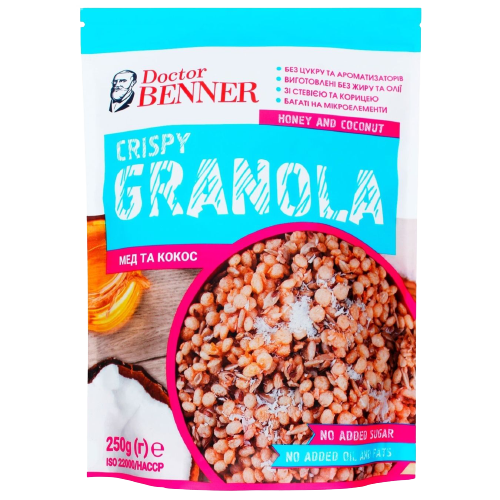 Doctor
BENNER
• БЕЗ ЦУКРУ ТА АРОМАТИЗАТОРІВ
• ВИГОТОВЛЕНІ БЕЗ ЖИРУ ТА ОЛІЇ
• ЗІ СТЕВІЄЮ ТА КОРИЦЕЮ
• БАГАТІ НА МІКРОЕЛЕМЕНТИ
HONEY AND COCONUT
CRISPY
GRANOLA
МЕД ТА КОКОС
NO ADDED SUGAR
NO ADDED OIL AND FATS
250g (г) e
ISO 22000/HACCP